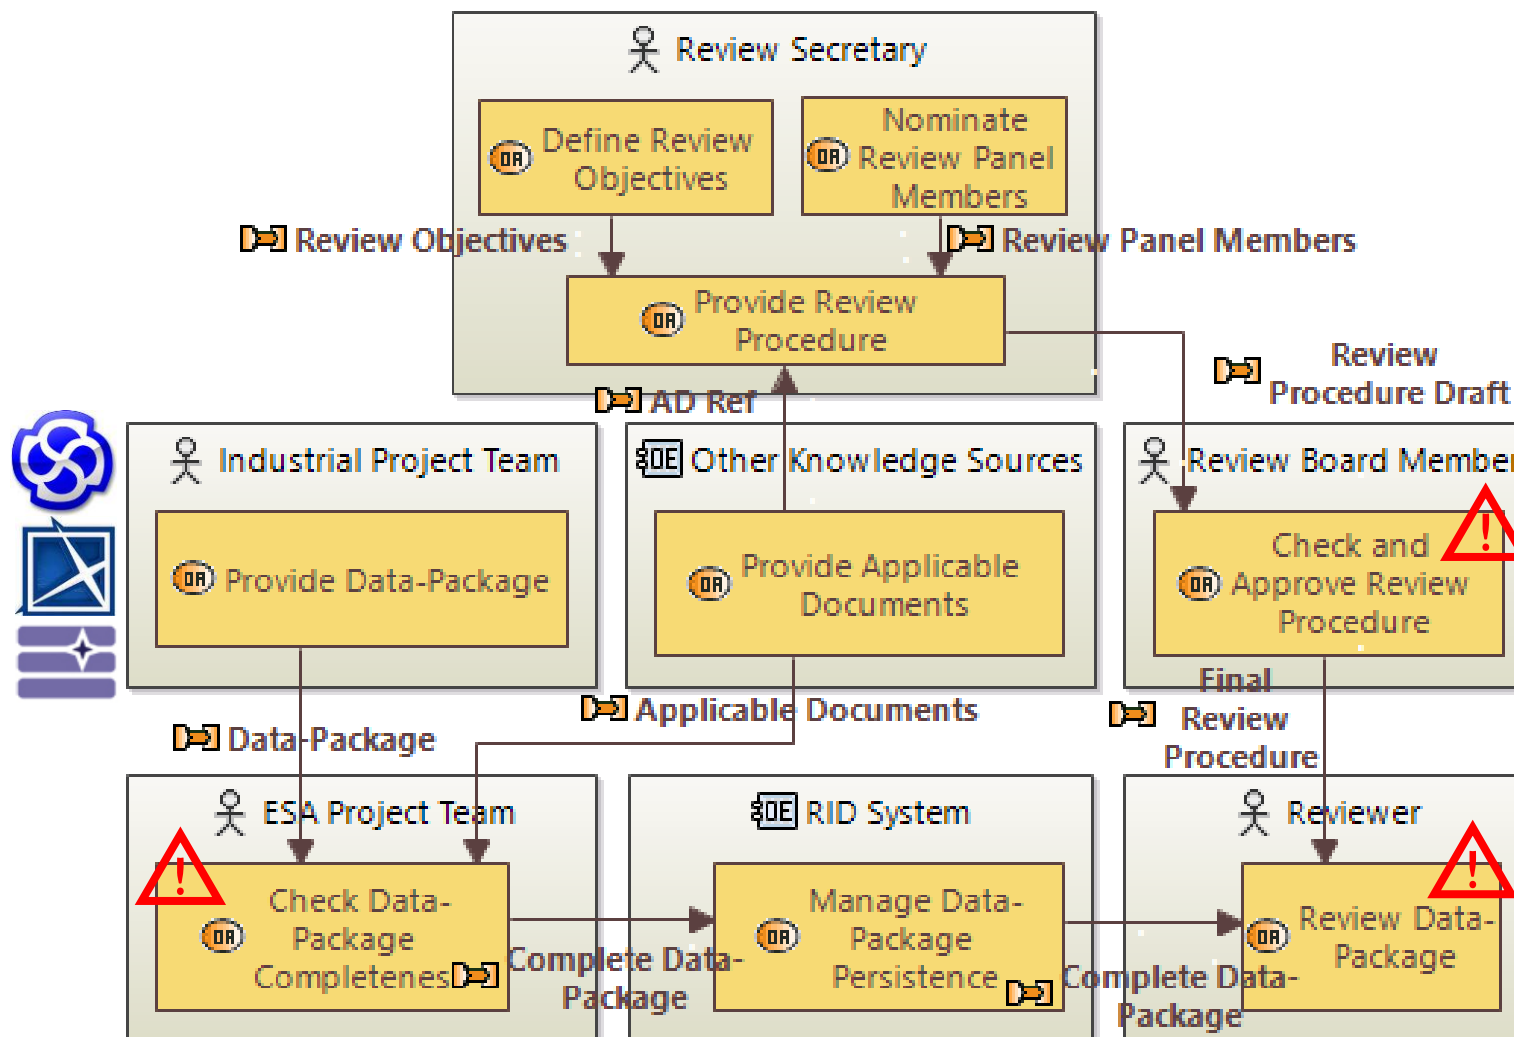 Review Secretary
Define Review
Objectives
Nominate
Review Panel
Members
Review Objectives
Review Panel Members
Provide Review
Procedure
Review
Procedure Draft
AD Ref
Industrial Project Team
Other Knowledge Sources
Review Board Member
Provide Data-Package
Provide Applicable
Documents
Check and
Approve Review
Procedure
Applicable Documents
Final
Review
Procedure
Data-Package
ESA Project Team
RID System
Reviewer
Check Data-
Package
Completenes
Complete Data-
Package
Manage Data-
Package
Persistence
Complete Data-
Package
Review Data-
Package